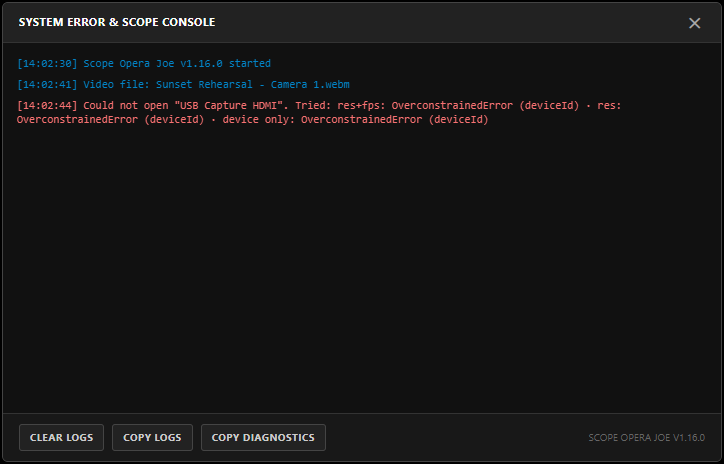 SYSTEM ERROR & SCOPE CONSOLE
[14:02:30] Scope Opera Joe v1.16.0 started
[14:02:41] Video file: Sunset Rehearsal - Camera 1.webm
[14:02:44] Could not open "USB Capture HDMI". Tried: res+fps: OverconstrainedError (deviceId) · res:
OverconstrainedError (deviceId) · device only: OverconstrainedError (deviceId)
CLEAR LOGS COPY LOGS COPY DIAGNOSTICS SCOPE OPERA JOE V1.16.0